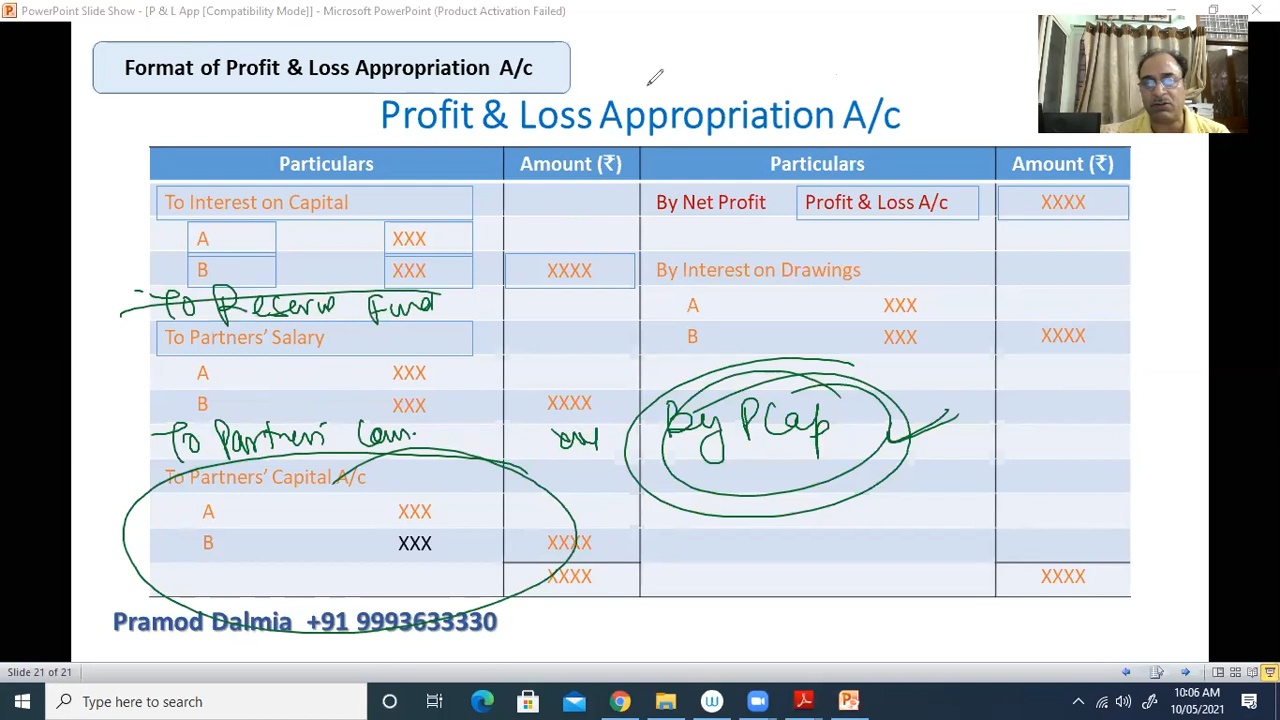 PowerPoint Slide Show - [P & L App [Compatibility Mode]] - Microsoft PowerPoint (Product Activation Failed)
Format of Profit & Loss Appropriation A/c
Profit & Loss Appropriation A/c
Particulars Amount (₹) Particulars Amount (₹)
To Interest on Capital By Net Profit Profit & Loss A/c XXXX
A XXX
B XXX XXXX By Interest on Drawings
To Reserve Fund A XXX
To Partners' Salary B XXX XXXX
A XXX
B XXX XXXX By P Cap
To Partners'
To Partners' Capital A/c
A XXX
B XXX XXXX
XXXX XXXX
Pramod Dalmia +91 9993633330
Slide 21 of 21
Type here to search
10:06 AM
10/05/2021